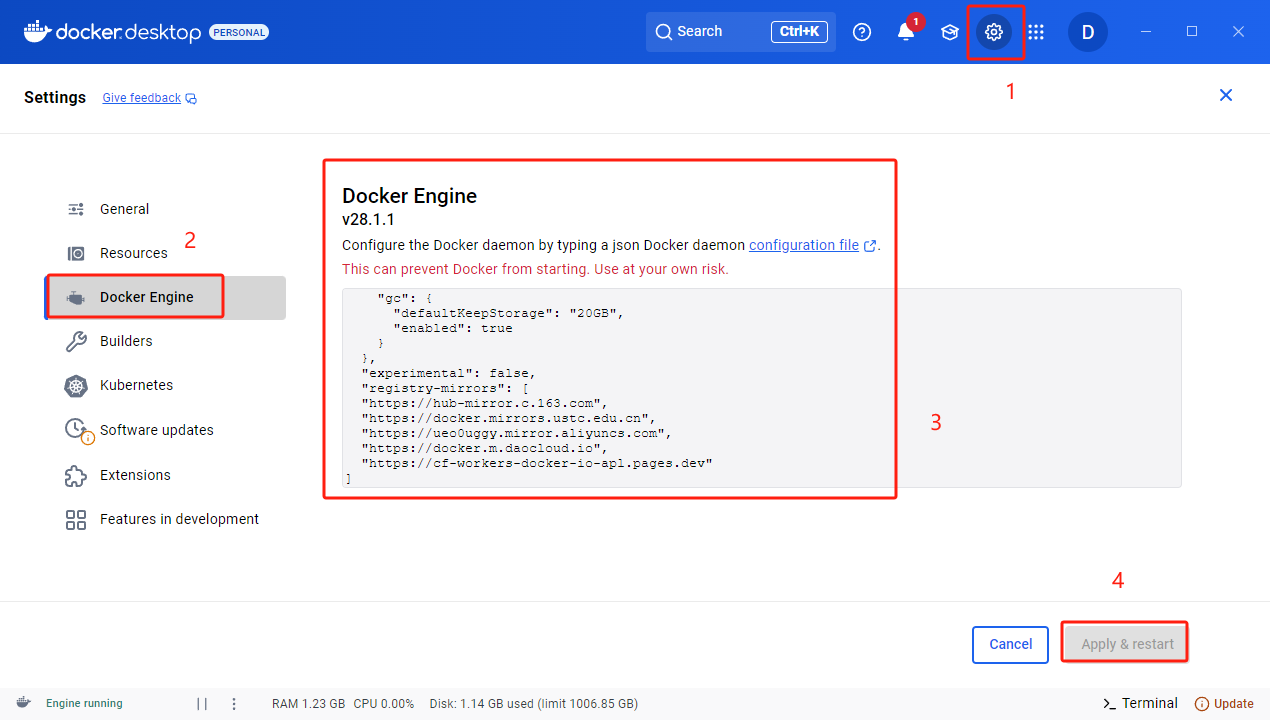 docker.desktop PERSONAL
Search Ctrl+K
1
D
1
Settings Give feedback
General
Resources
2
Docker Engine
Builders
Kubernetes
Software updates
Extensions
Features in development
Docker Engine
v28.1.1
Configure the Docker daemon by typing a json Docker daemon configuration file .
This can prevent Docker from starting. Use at your own risk.
"gc": {
"defaultKeepStorage": "20GB",
"enabled": true
}
},
"experimental": false,
"registry-mirrors": [
"https://hub-mirror.c.163.com",
"https://docker.mirrors.ustc.edu.cn",
"https://ueo0uggy.mirror.aliyuncs.com",
"https://docker.m.daocloud.io",
"https://cf-workers-docker-io-apl.pages.dev"
]
3
4
Cancel Apply & restart
Engine running RAM 1.23 GB CPU 0.00% Disk: 1.14 GB used (limit 1006.85 GB) Terminal Update